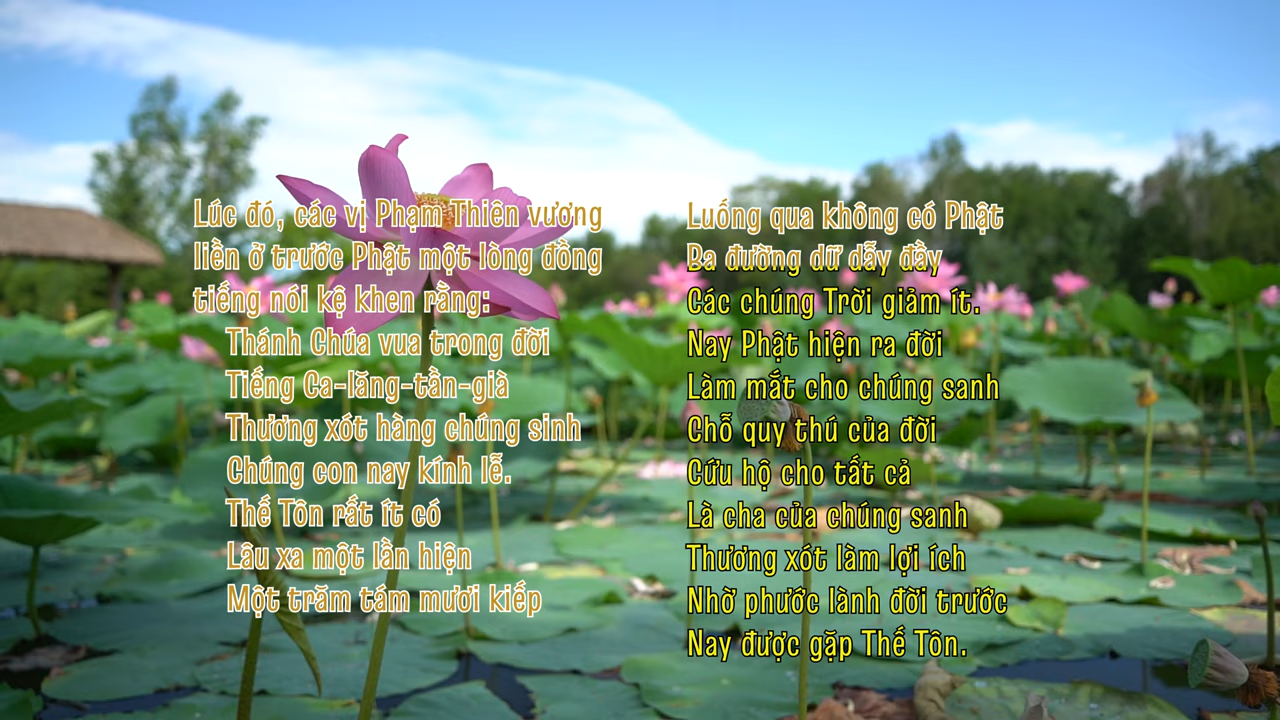 Lúc đó, các vị Phạm Thiên vương
liền ở trước Phật một lòng đồng
tiếng nói kệ khen rằng:
Thánh Chúa vua trong đời
Tiếng Ca-lăng-tần-già
Thương xót hàng chúng sinh
Chúng con nay kính lễ.
Thế Tôn rất ít có
Lâu xa một lần hiện
Một trăm tám mươi kiếp
Luống qua không có Phật
Ba đường dữ dẫy đầy
Các chúng Trời giảm ít.
Nay Phật hiện ra đời
Làm mắt cho chúng sanh
Chỗ quy thú của đời
Cứu hộ cho tất cả
Là cha của chúng sanh
Thương xót làm lợi ích
Nhờ phước lành đời trước
Nay được gặp Thế Tôn.